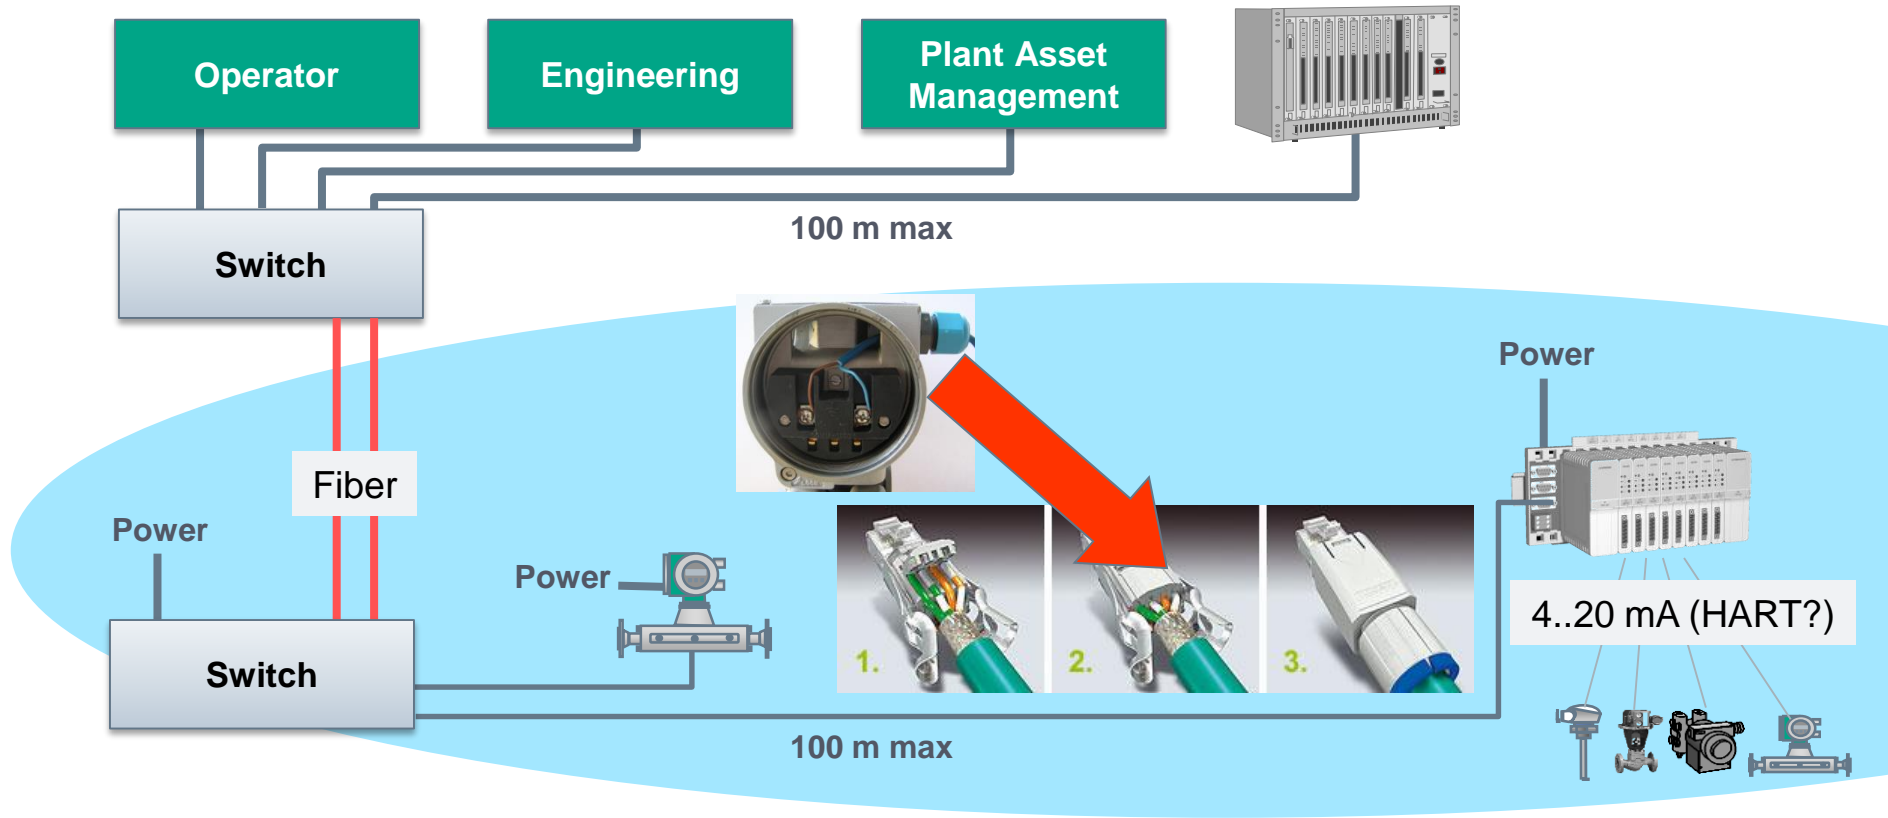 Operator
Engineering
Plant Asset
Management
100 m max
Switch
Power
Fiber
Power
Power
1.
2.
3.
4..20 mA (HART?)
Switch
100 m max